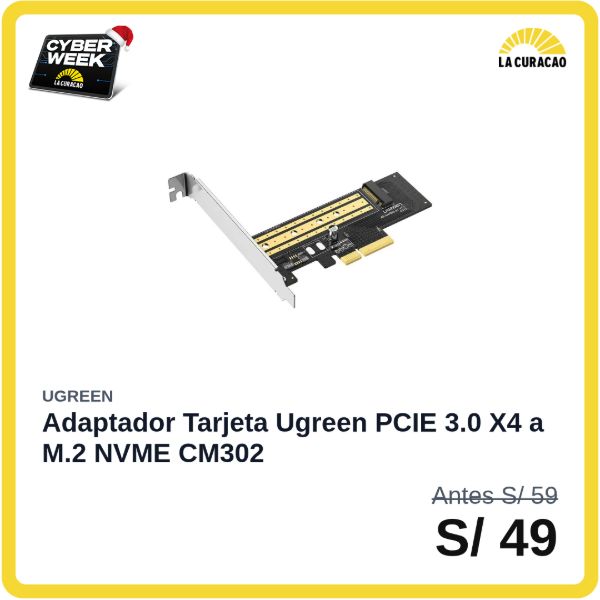 CYBER
WEEK
LA CURACAO
LA CURACAO
UGREEN
UGREEN
Adaptador Tarjeta Ugreen PCIE 3.0 X4 a
M.2 NVME CM302
Antes S/ 59
S/ 49